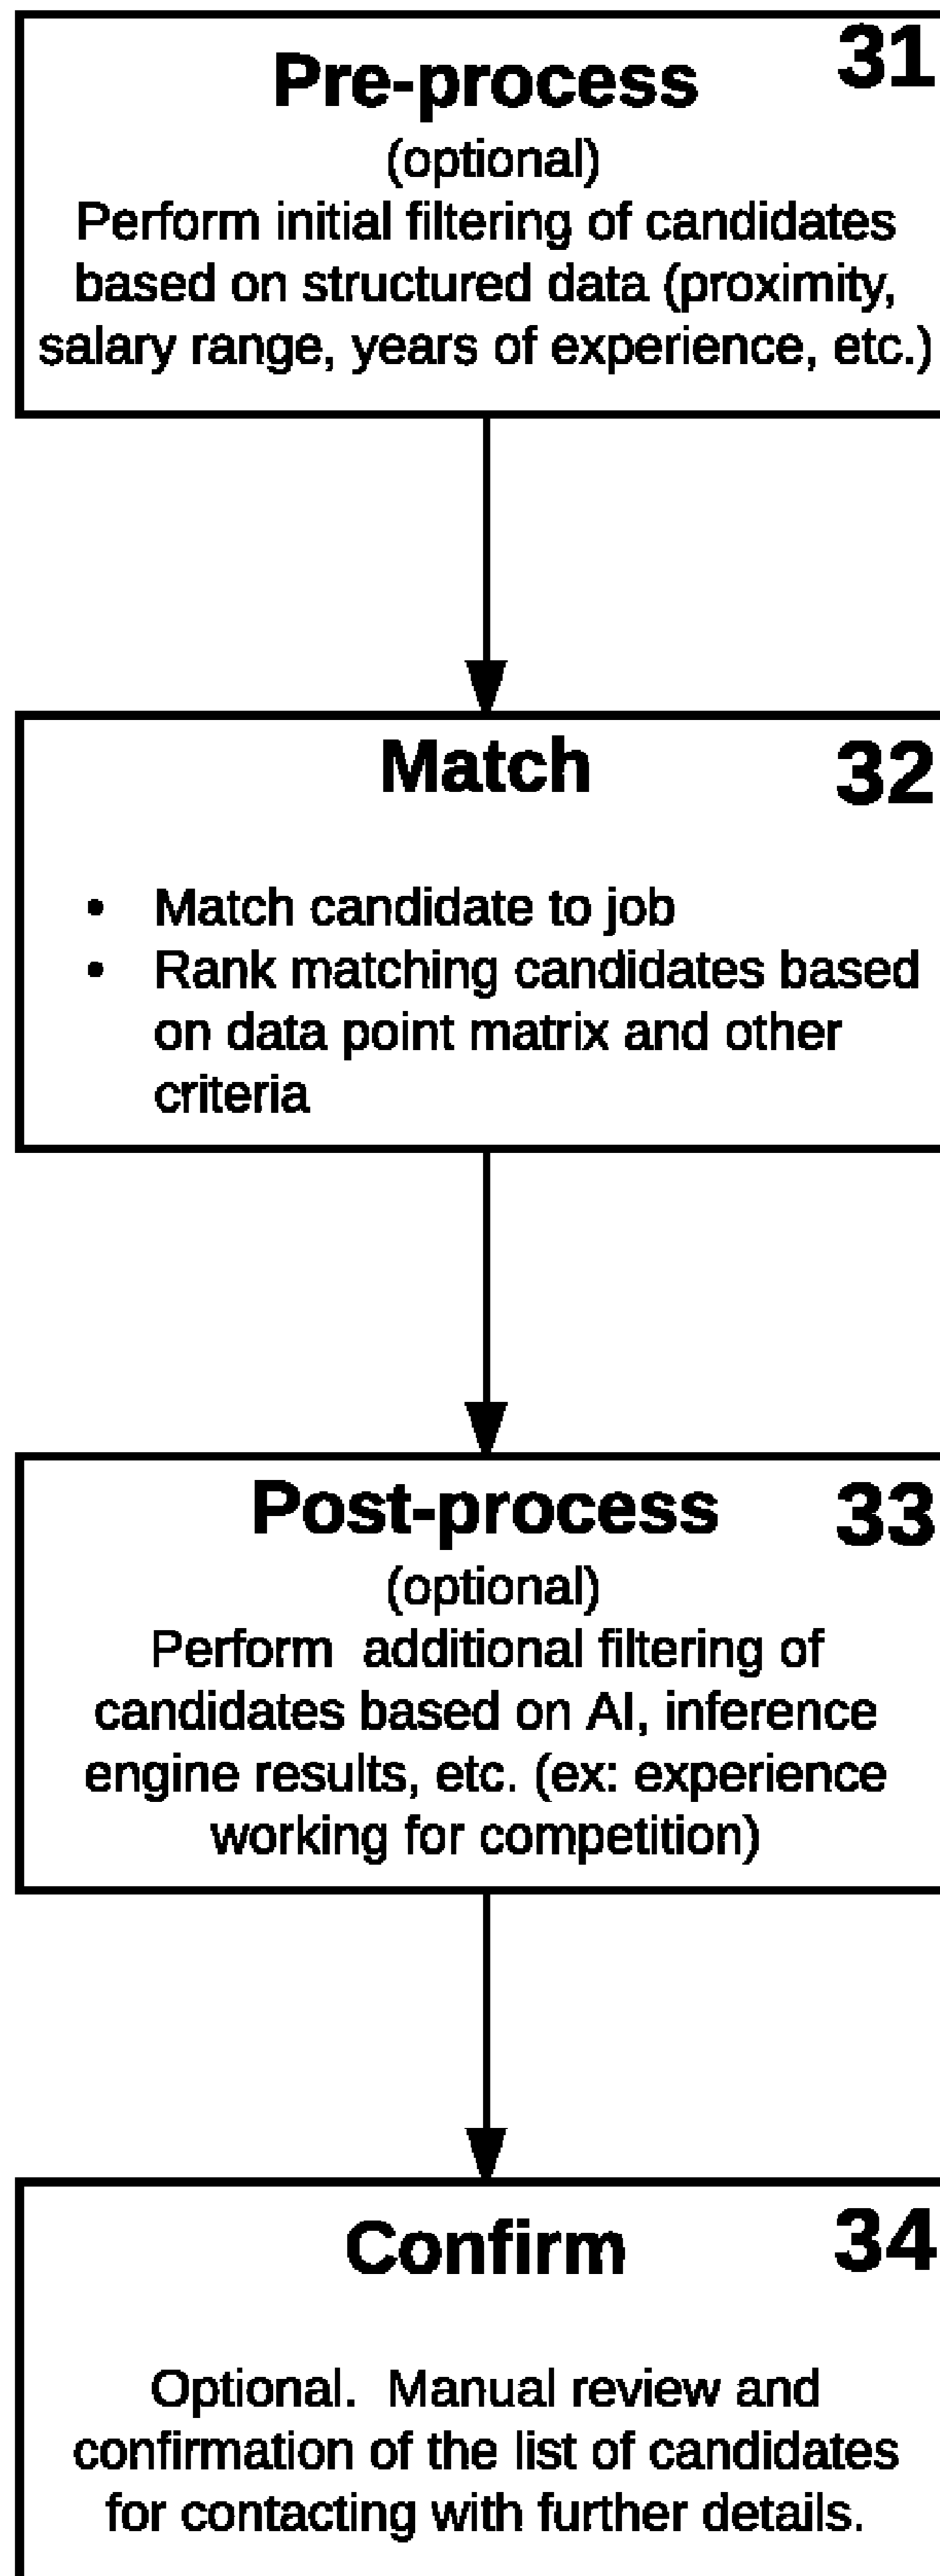 31
Pre-process
(optional)
Perform initial filtering of candidates
based on structured data (proximity,
salary range, years of experience, etc.)
Match
32
• Match candidate to job
• Rank matching candidates based
on data point matrix and other
criteria
Post-process
33
(optional)
Perform  additional filtering of
candidates based on AI, inference
engine results, etc. (ex: experience
working for competition)
Confirm
34
Optional.  Manual review and
confirmation of the list of candidates
for contacting with further details.